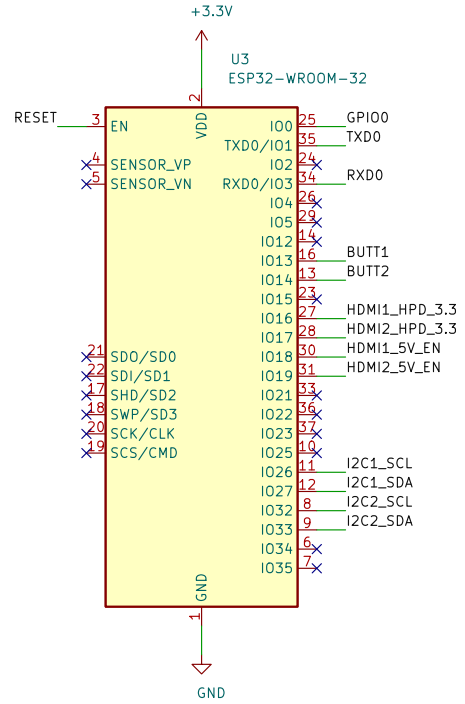 +3.3V
U3
ESP32-WROOM-32
2
VDD
RESET 3 EN IO0 25 GPIO0
TXD0/IO1 35 TXD0
4 SENSOR_VP IO2 24
5 SENSOR_VN RXD0/IO3 34 RXD0
IO4 26
IO5 29
IO12 14
IO13 16 BUTT1
IO14 13 BUTT2
IO15 23
IO16 27 HDMI1_HPD_3.3
IO17 28 HDMI2_HPD_3.3
21 SDO/SD0 IO18 30 HDMI1_5V_EN
22 SDI/SD1 IO19 31 HDMI2_5V_EN
17 SHD/SD2 IO21 33
18 SWP/SD3 IO22 36
20 SCK/CLK IO23 37
19 SCS/CMD IO25 10
IO26 11 I2C1_SCL
IO27 12 I2C1_SDA
IO32 8 I2C2_SCL
IO33 9 I2C2_SDA
IO34 6
IO35 7
GND
1
GND